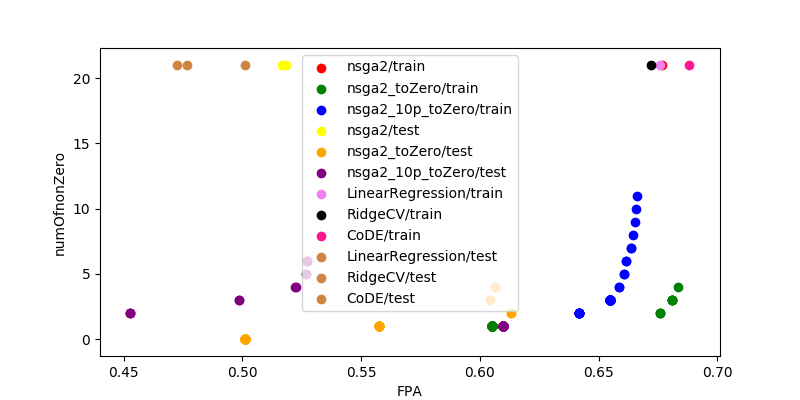 20
15
10
5
0
numOfnonZero
nsga2/train
nsga2_toZero/train
nsga2_10p_toZero/train
nsga2/test
nsga2_toZero/test
nsga2_10p_toZero/test
LinearRegression/train
RidgeCV/train
CoDE/train
LinearRegression/test
RidgeCV/test
CoDE/test
0.45 0.50 0.55 0.60 0.65 0.70
FPA